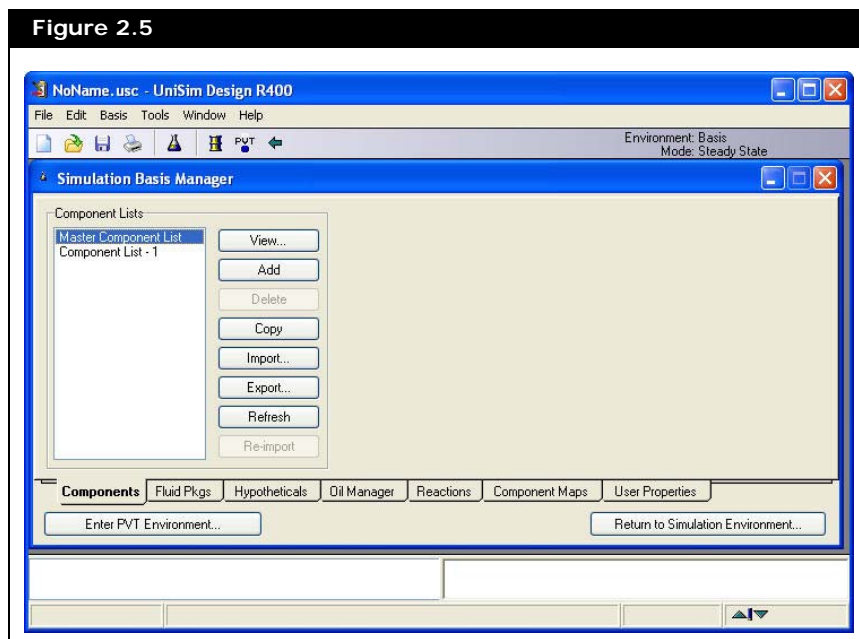 Figure 2.5
NoName.usc - UniSim Design R400
File Edit Basis Tools Window Help
PVT
Environment: Basis
Mode: Steady State
Simulation Basis Manager
Component Lists
Master Component List
Component List - 1
View...
Add
Delete
Copy
Import...
Export...
Refresh
Re-import
Components Fluid Pkgs Hypotheticals Oil Manager Reactions Component Maps User Properties
Enter PVT Environment... Return to Simulation Environment...